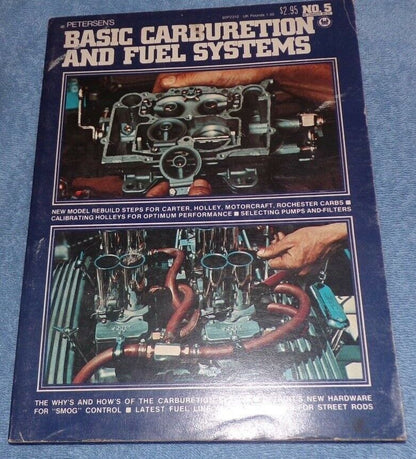 PETERSEN'S
$2.95 NO. 5
BASIC CARBURETION
AND FUEL SYSTEMS
NEW MODEL REBUILD STEPS FOR CARTER, HOLLEY, MOTORCRAFT, ROCHESTER CARBS ■
CALIBRATING HOLLEYS FOR OPTIMUM PERFORMANCE ■ SELECTING PUMPS AND FILTERS
THE WHY'S AND HOW'S OF THE CARBURETION NEW HARDWARE
FOR "SMOG" CONTROL ■ LATEST FUEL FOR STREET RODS